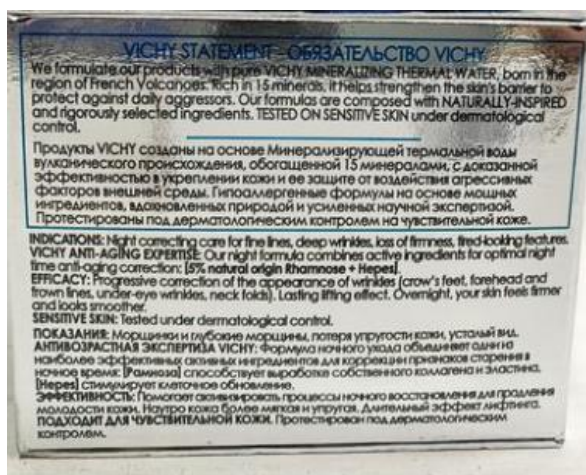 VICHY STATEMENT - ОБЯЗАТЕЛЬСТВО VICHY
We formulate our products with pure VICHY MINERALIZING THERMAL WATER, born in the
region of French Volcanoes. Rich in 15 minerals, it helps strengthen the skin's barrier to
protect against daily aggressors. Our formulas are composed with NATURALLY-INSPIRED
and rigorously selected ingredients. TESTED ON SENSITIVE SKIN under dermatological
control.
Продукты VICHY созданы на основе Минерализирующей термальной воды
вулканического происхождения, обогащенной 15 минералами, с доказанной
эффективностью в укреплении кожи и ее защите от воздействия агрессивных
факторов внешней среды. Гипоаллергенные формулы на основе мощных
ингредиентов, вдохновленных природой и усиленных научной экспертизой.
Протестированы под дерматологическим контролем на чувствительной коже.
INDICATIONS: Night correcting care for fine lines, deep wrinkles, loss of firmness, tired-looking features.
VICHY ANTI-AGING EXPERTISE: Our night formula combines active ingredients for optimal night
time anti-aging correction: [5% natural origin Rhamnose + Hepes].
EFFICACY: Progressive correction of the appearance of wrinkles (crow's feet, forehead and
frown lines, under-eye wrinkles, neck folds). Lasting lifting effect. Overnight, your skin feels firmer
and looks smoother.
SENSITIVE SKIN: Tested under dermatological control.
ПОКАЗАНИЯ: Морщинки и глубокие морщины, потеря упругости кожи, усталый вид.
АНТИВОЗРАСТНАЯ ЭКСПЕРТИЗА VICHY: Формула ночного ухода объединяет одни из
наиболее эффективных активных ингредиентов для коррекции признаков старения в
ночное время: [Рамноза] способствует выработке собственного коллагена и эластина,
[Hepes] стимулирует клеточное обновление.
ЭФФЕКТИВНОСТЬ: Помогает активизировать процессы ночного восстановления для продления
молодости кожи. Наутро кожа более мягкая и упругая. Длительный эффект лифтинга.
ПОДХОДИТ ДЛЯ ЧУВСТВИТЕЛЬНОЙ КОЖИ. Протестирован под дерматологическим
контролем.